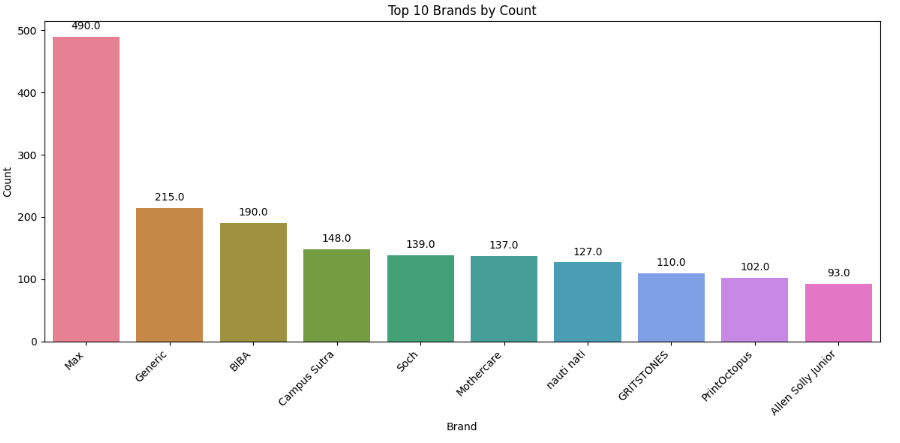 Top 10 Brands by Count
Count
500
400
300
200
100
0
490.0
215.0
190.0
148.0
139.0
137.0
127.0
110.0
102.0
93.0
Max
Generic
BIBA
Campus Sutra
Soch
Mothercare
nauti nati
GRITSTONES
PrintOctopus
Allen Solly Junior
Brand